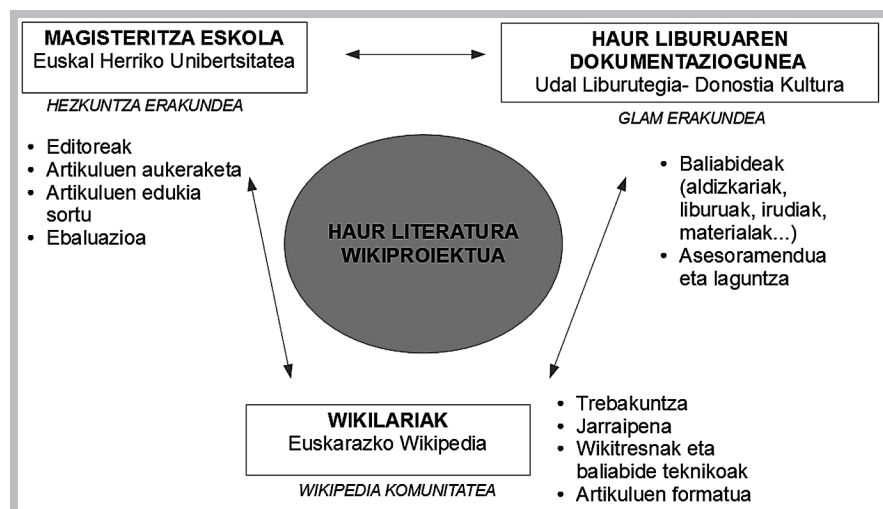 MAGISTERITZA ESKOLA
Euskal Herriko Unibertsitatea
HEZKUNTZA ERAKUNDEA
• Editoreak
• Artikuluen aukeraketa
• Artikuluen edukia
sortu
• Ebaluazioa
HAUR LIBURUAREN
DOKUMENTAZIOGUNEA
Udal Liburutegia- Donostia Kultura
GLAM ERAKUNDEA
• Baliabideak
(aldizkariak,
liburuak, irudiak,
materialak...)
• Asesoramendua
eta laguntza
HAUR LITERATURA
WIKIPROIEKTUA
WIKILARIAK
Euskarazko Wikipedia
WIKIPEDIA KOMUNITATEA
• Trebakuntza
• Jarraipena
• Wikitresnak eta
baliabide teknikoak
• Artikuluen formatua